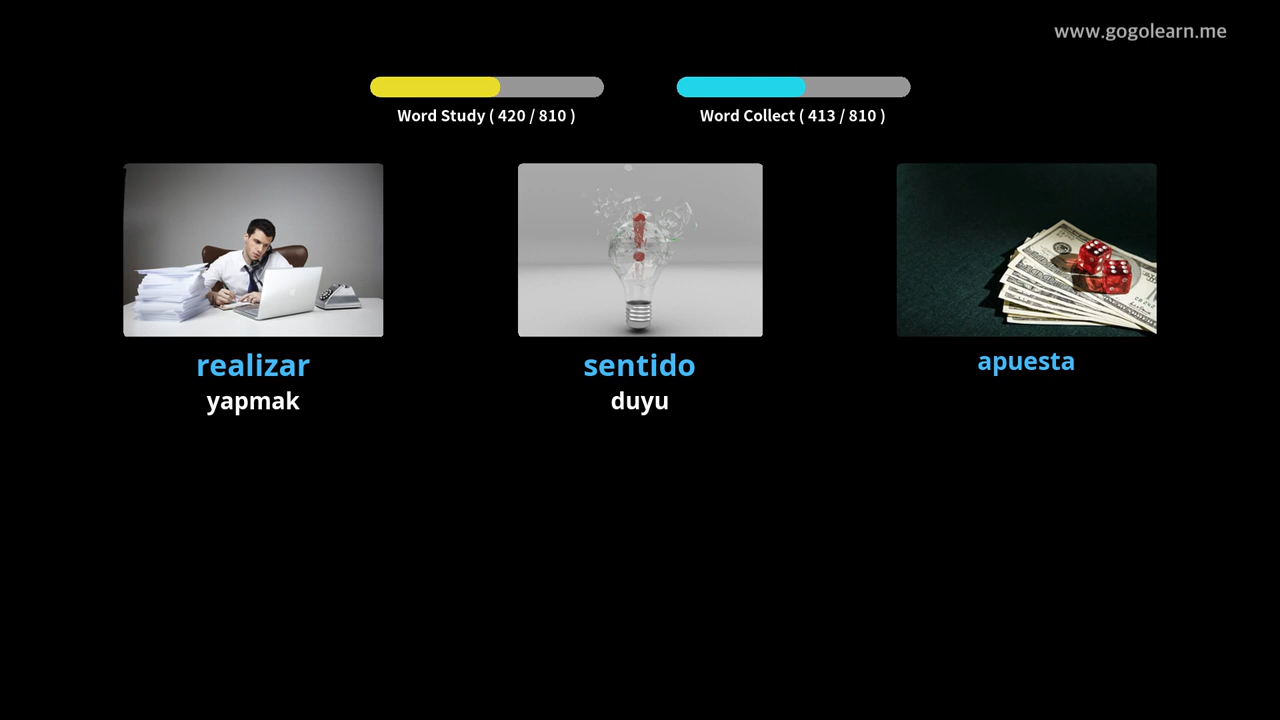 www.gogolearn.me
Word Study ( 420 / 810 )
Word Collect ( 413 / 810 )
realizar
yapmak
sentido
duyu
apuesta